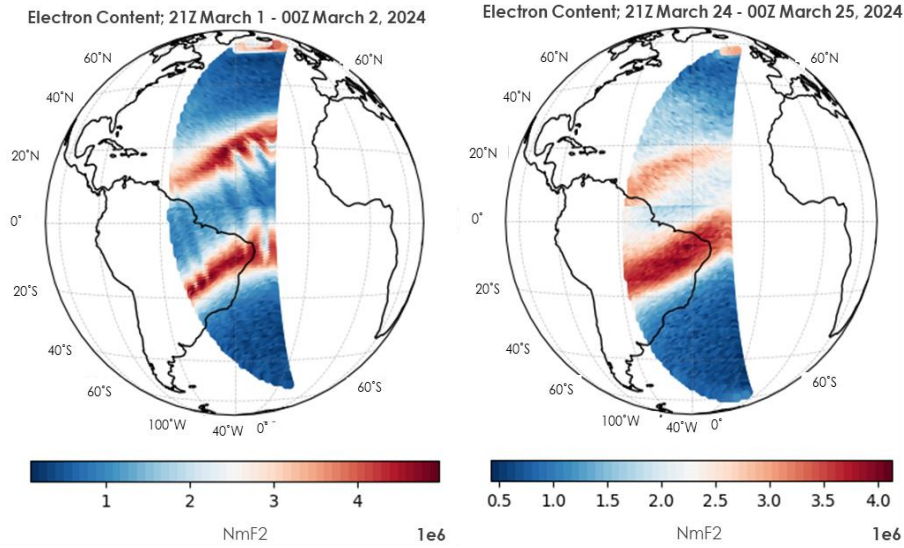 Electron Content; 21Z March 1 - 00Z March 2, 2024
60°N
60°N
40°N
40°N
20°N
0°
20°S
40°S
60°S
60°S
100°W
40°W
0°
1
2
3
4
NmF2
1e6
Electron Content; 21Z March 24 - 00Z March 25, 2024
60°N
60°N
40°N
40°N
20°N
0°
20°S
40°S
60°S
60°S
100°W
40°W
0°
0.5
1.0
1.5
2.0
2.5
3.0
3.5
4.0
NmF2
1e6